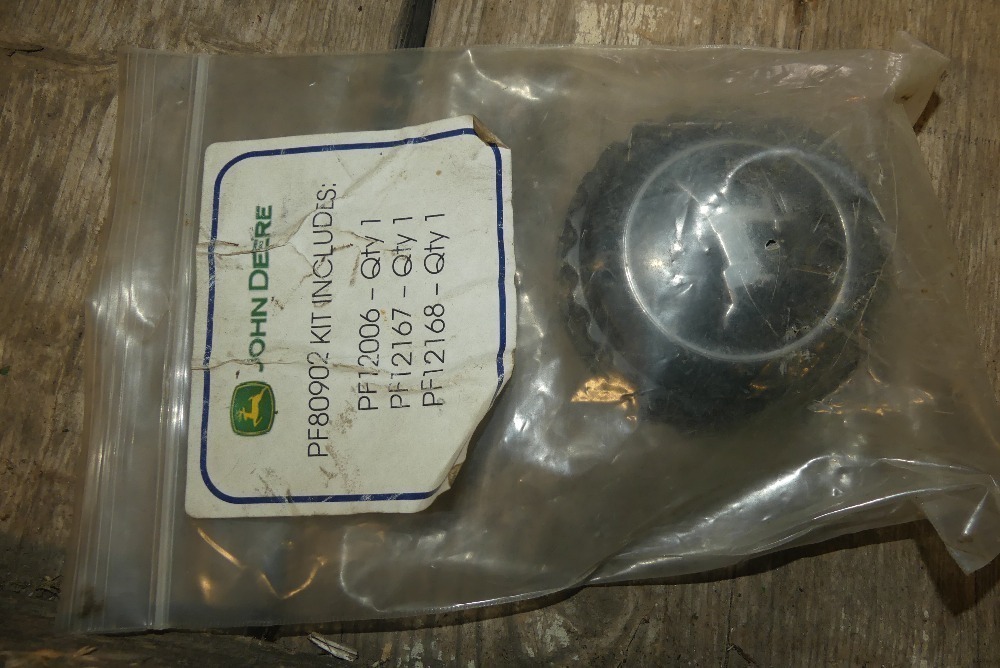 JOHN DEERE
PF80902 KIT INCLUDES:
PF12006 - Qty 1
PF12167 - Qty 1
PF12168 - Qty 1